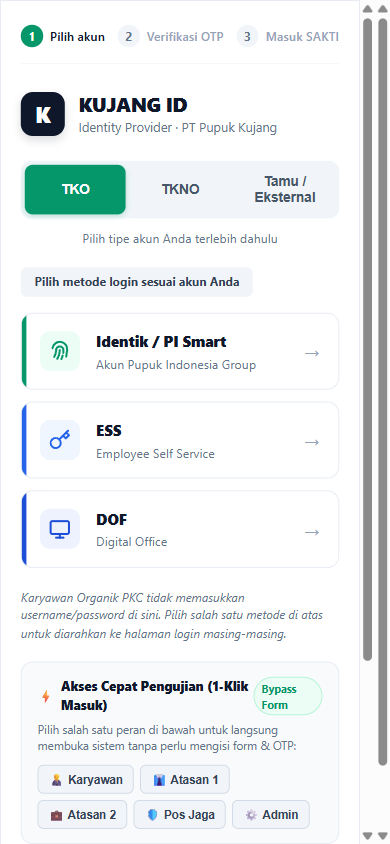 1 Pilih akun 2 Verifikasi OTP 3 Masuk SAKTI
K
KUJANG ID
Identity Provider · PT Pupuk Kujang
TKO TKNO Tamu /
Eksternal
Pilih tipe akun Anda terlebih dahulu
Pilih metode login sesuai akun Anda
Identik / PI Smart
Akun Pupuk Indonesia Group
→
ESS
Employee Self Service
→
DOF
Digital Office
→
Karyawan Organik PKC tidak memasukkan
username/password di sini. Pilih salah satu metode di atas
untuk diarahkan ke halaman login masing-masing.
Akses Cepat Pengujian (1-Klik
Masuk)
Bypass
Form
Pilih salah satu peran di bawah untuk langsung
membuka sistem tanpa perlu mengisi form & OTP:
Karyawan Atasan 1
Atasan 2 Pos Jaga Admin